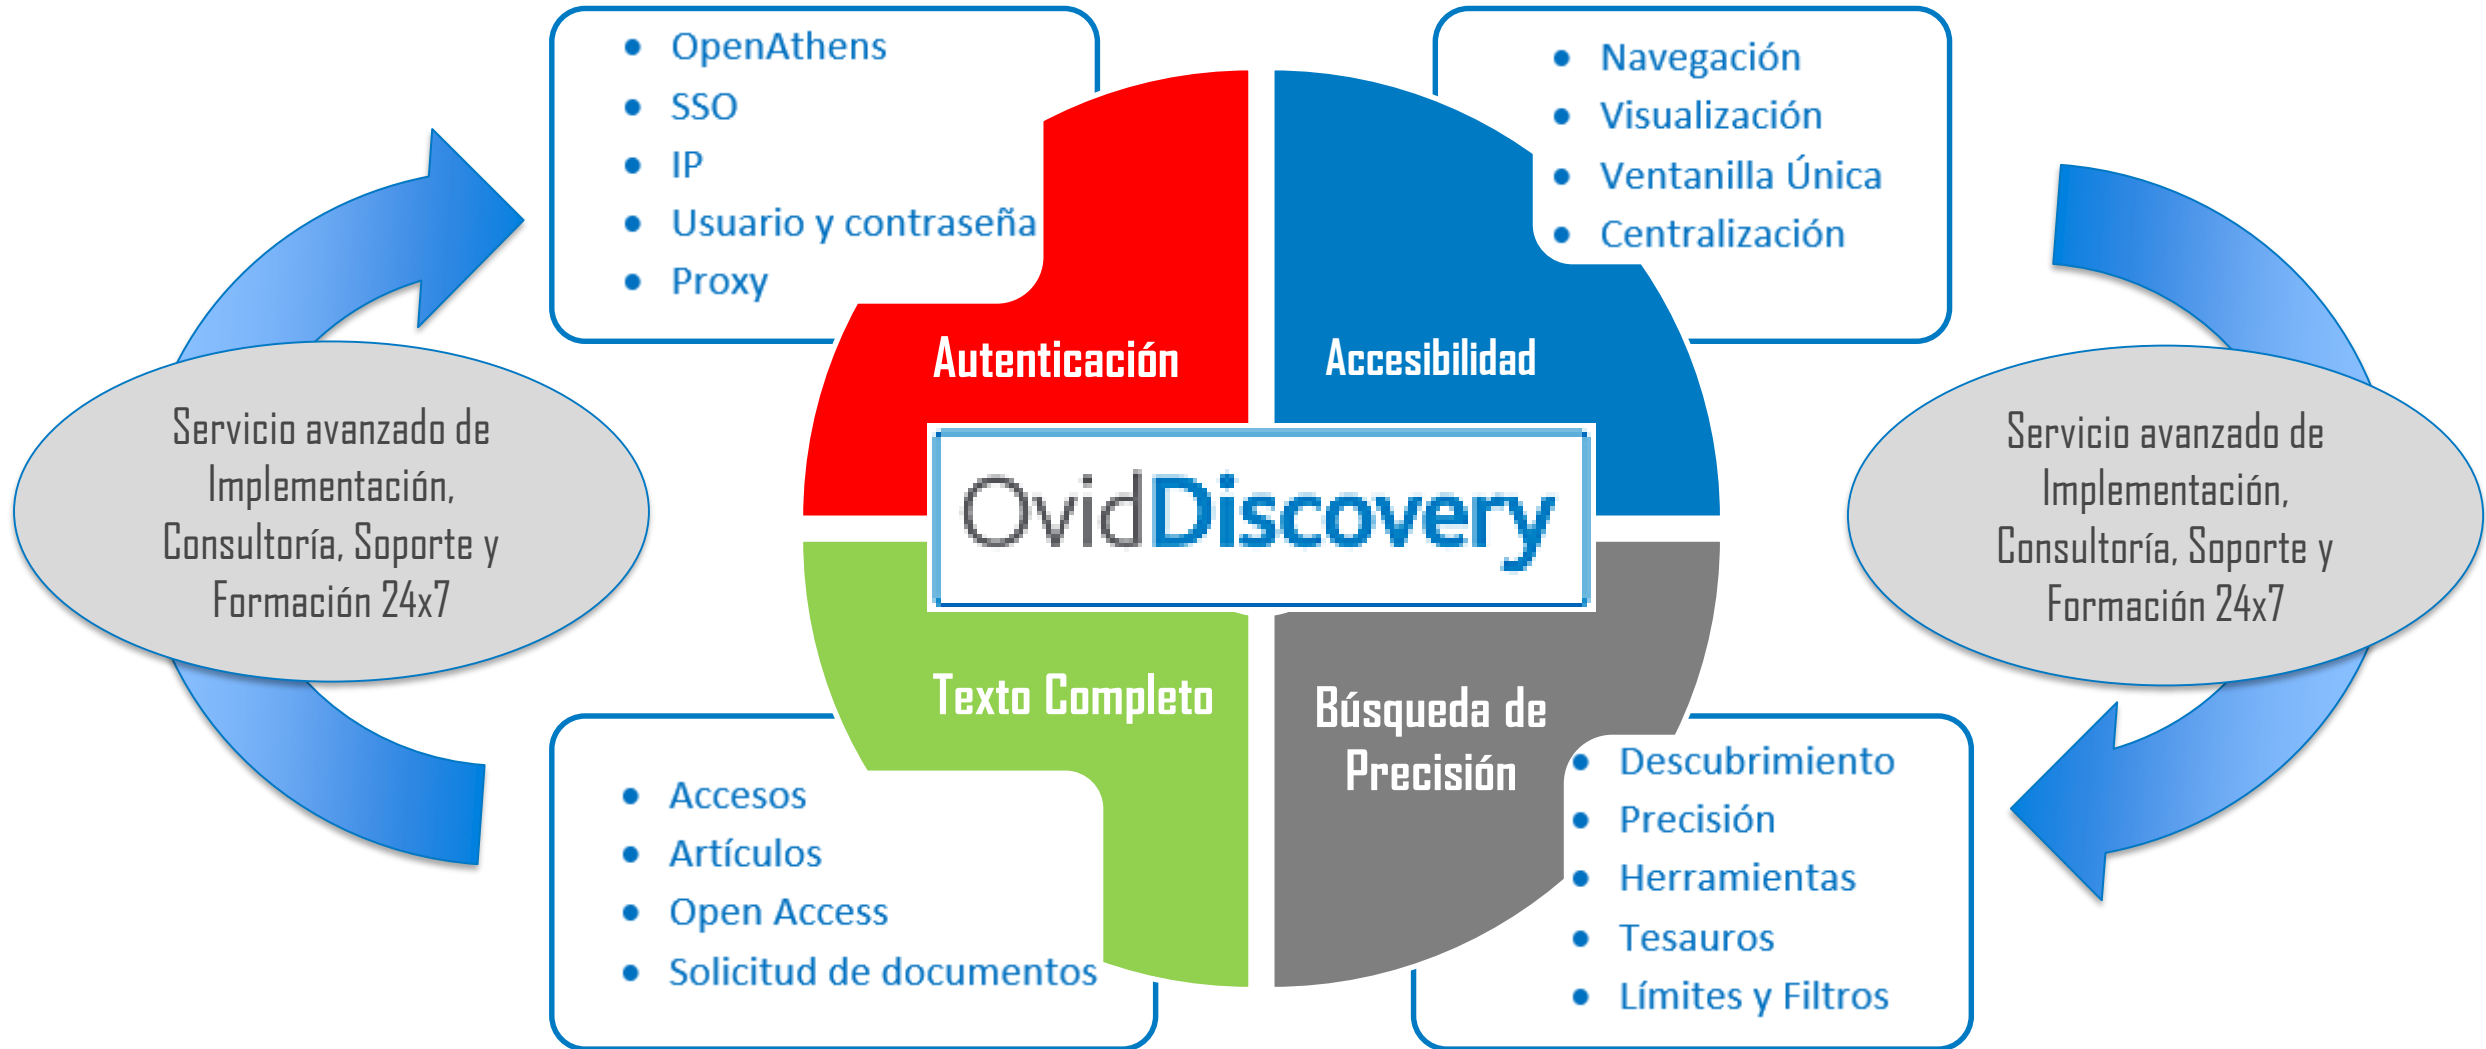 • OpenAthens
• SSO
• IP
• Usuario y contraseña
• Proxy
• Navegación
• Visualización
• Ventanilla Única
• Centralización
Autenticación
Accesibilidad
Servicio avanzado de
Implementación,
Consultoría, Soporte y
Formación 24x7
OvidDiscovery
Servicio avanzado de
Implementación,
Consultoría, Soporte y
Formación 24x7
Texto Completo
Búsqueda de
Precisión
• Accesos
• Artículos
• Open Access
• Solicitud de documentos
• Descubrimiento
• Precisión
• Herramientas
• Tesauros
• Límites y Filtros